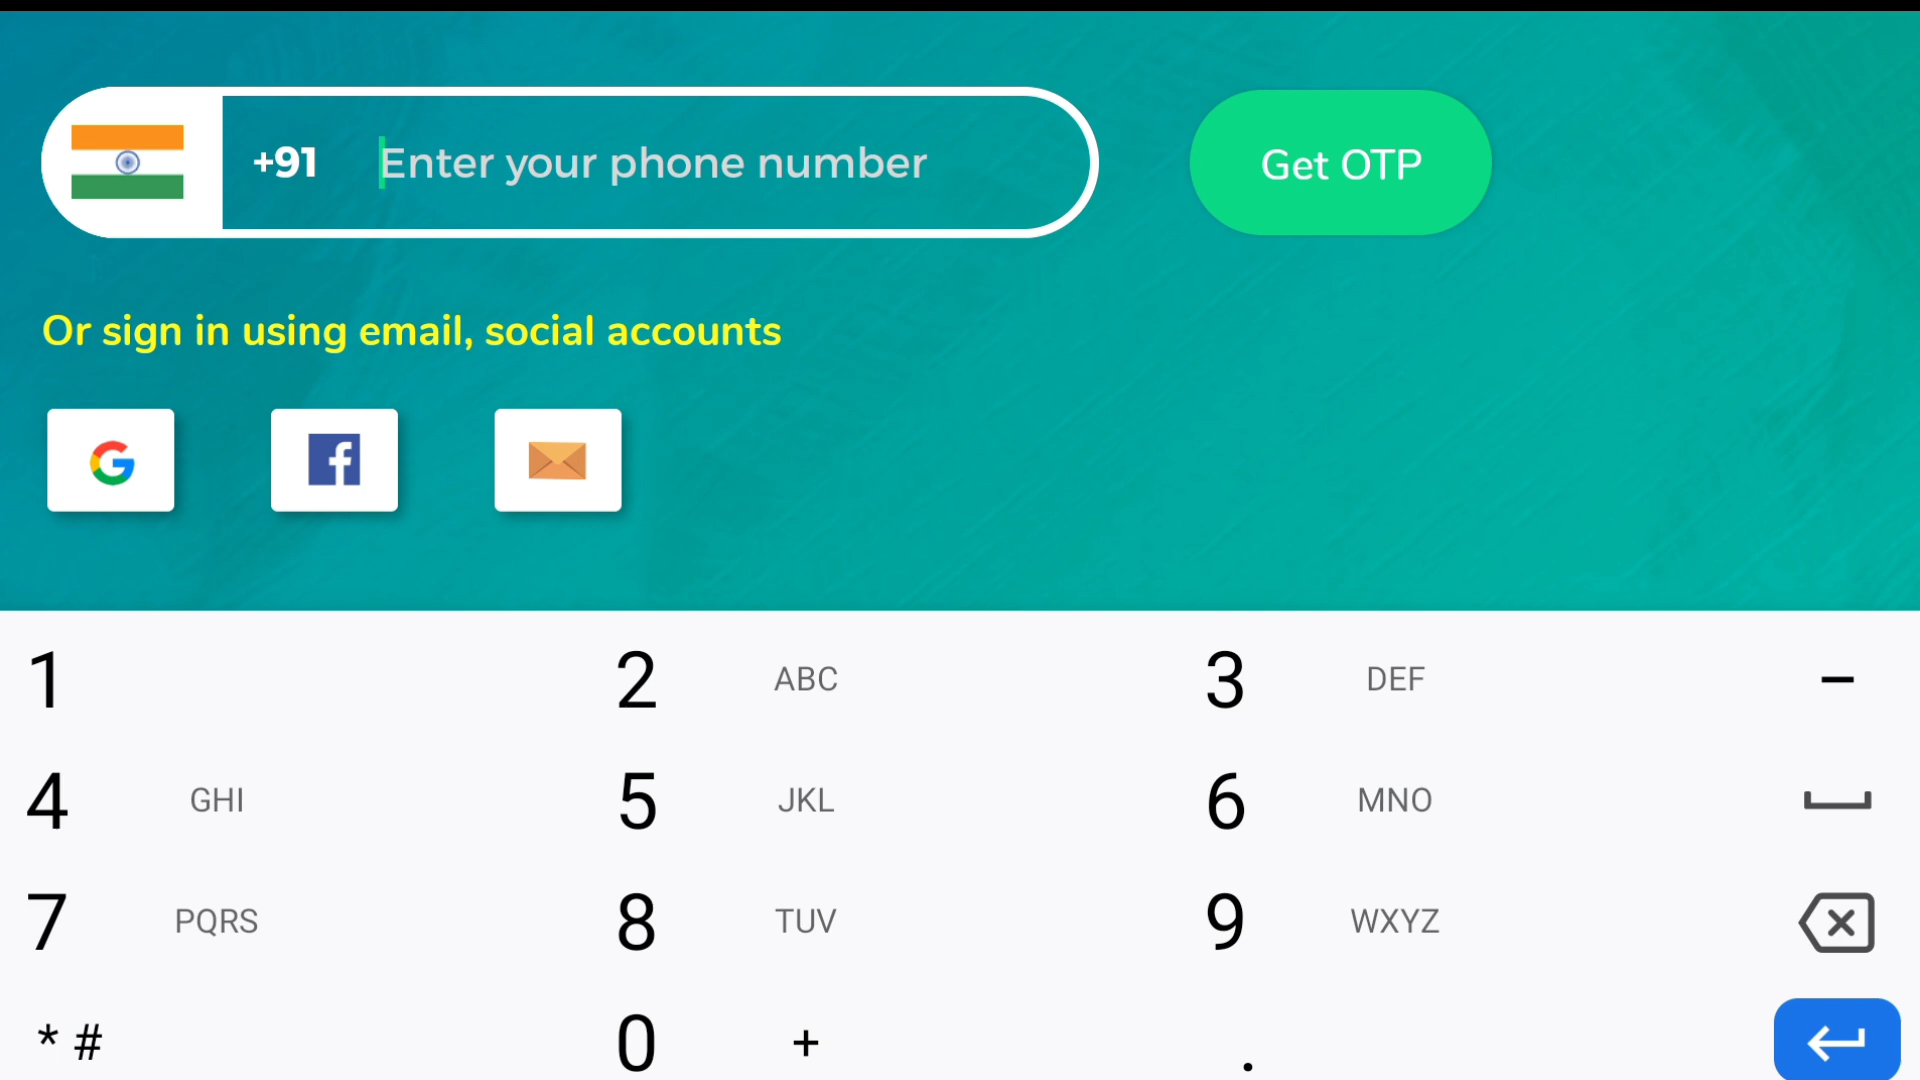 +91 Enter your phone number Get OTP
Or sign in using email, social accounts
1 2 ABC 3 DEF –
4 GHI 5 JKL 6 MNO
7 PQRS 8 TUV 9 WXYZ
* # 0 + .